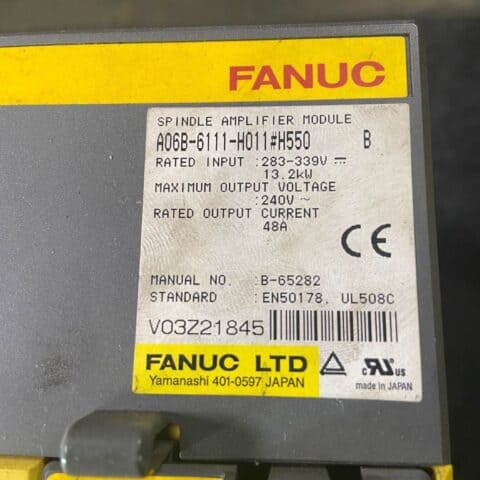 FANUC
SPINDLE AMPLIFIER MODULE
A06B-6111-H011#H550 B
RATED INPUT :283-339V ⎓
13.2kW
MAXIMUM OUTPUT VOLTAGE
:240V ~
RATED OUTPUT CURRENT
48A
CE
MANUAL NO. :B-65282
STANDARD :EN50178, UL508C
V03Z21845
FANUC LTD
Yamanashi 401-0597 JAPAN
c RU US
made in JAPAN